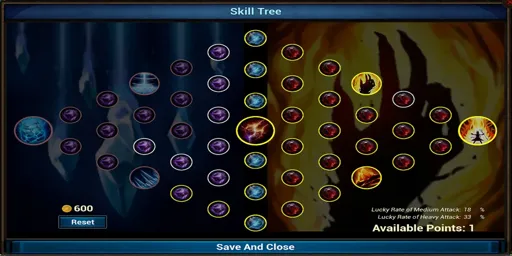 Skill Tree
600
Reset
Lucky Rate of Medium Attack: 18 %
Lucky Rate of Heavy Attack: 33 %
Available Points: 1
Save And Close